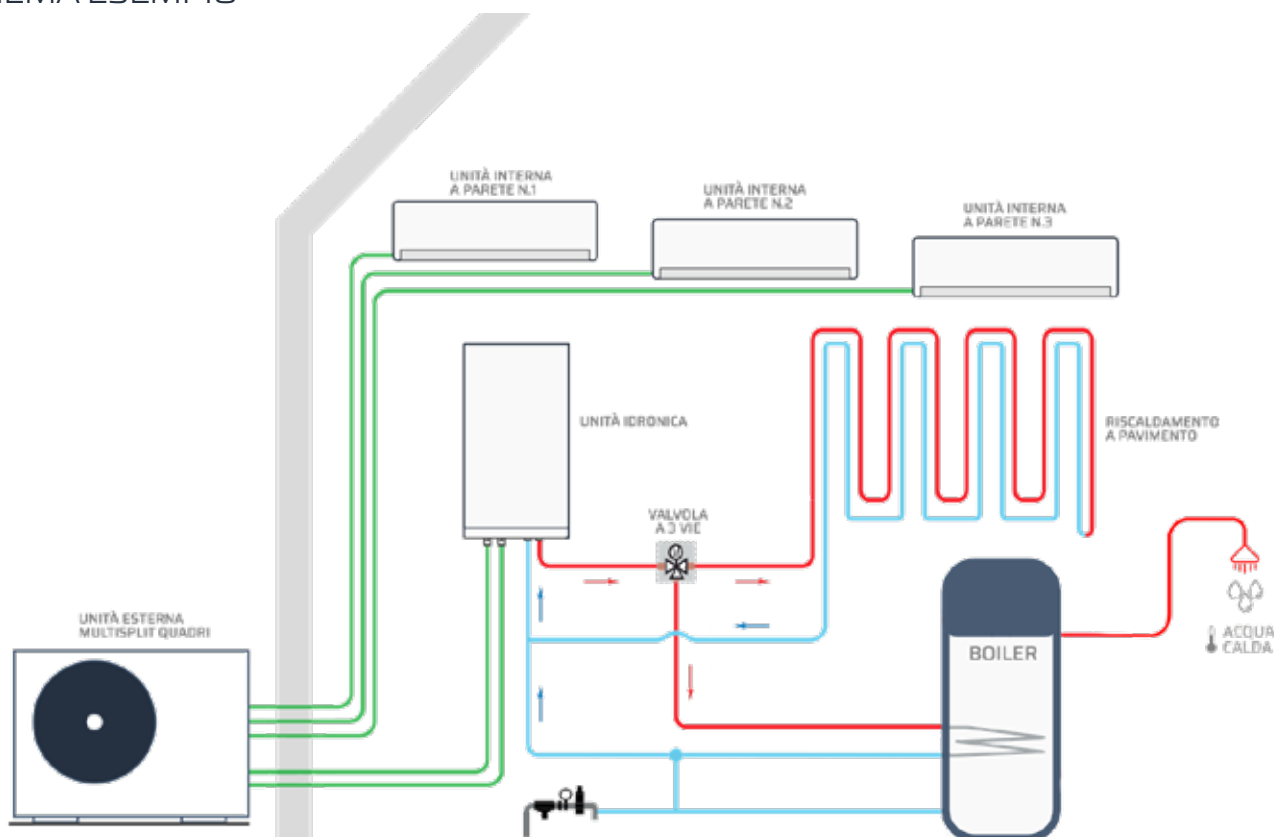 UNITÀ INTERNA
A PARETE N.1
UNITÀ INTERNA
A PARETE N.2
UNITÀ INTERNA
A PARETE N.3
UNITÀ IDRONICA
RISCALDAMENTO
A PAVIMENTO
VALVOLA
A 3 VIE
UNITÀ ESTERNA
MULTISPLIT QUADRI
BOILER
ACQUA
CALDA